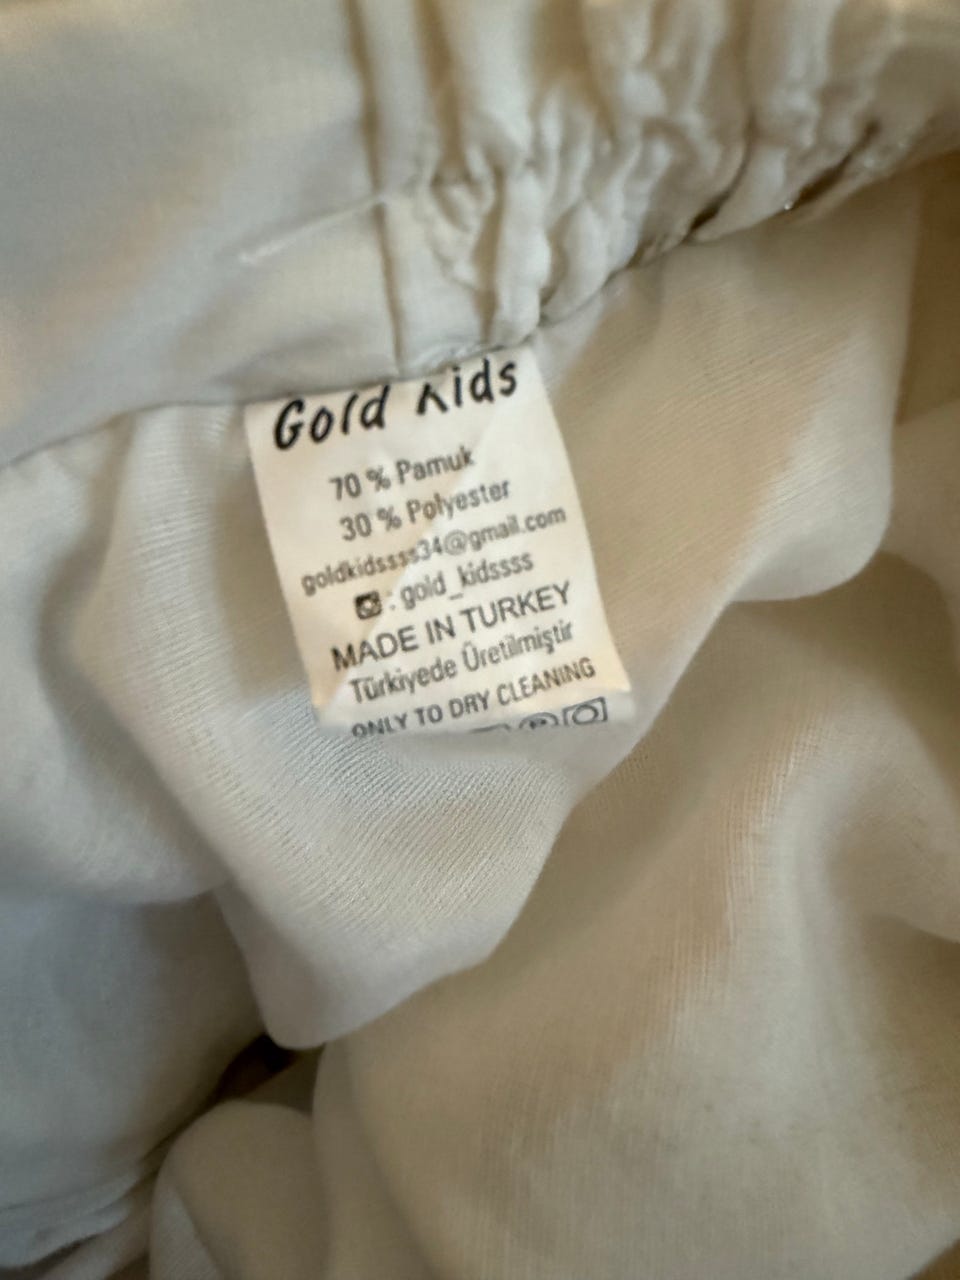 Gold Kids
70 % Pamuk
30 % Polyester
goldkidssss34@gmail.com
: gold_kidssss
MADE IN TURKEY
Türkiyede Üretilmiştir
ONLY TO DRY CLEANING